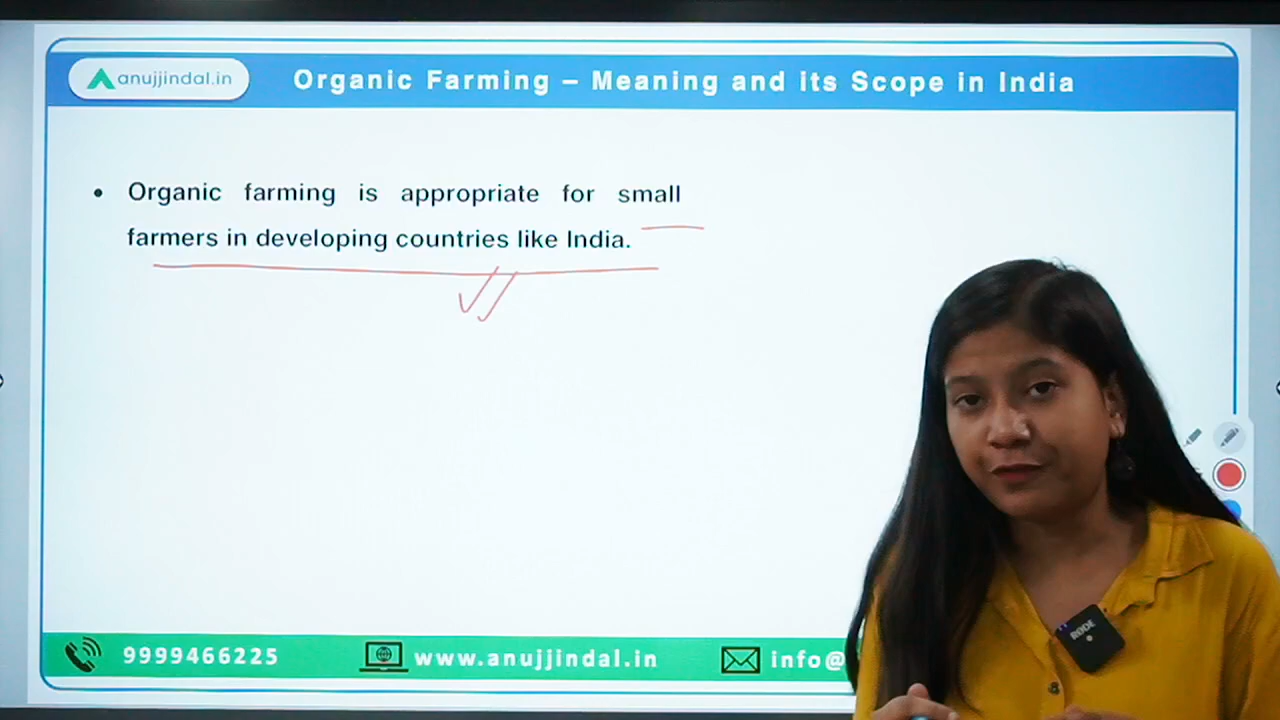 anujjindal.in
Organic Farming – Meaning and its Scope in India
• Organic farming is appropriate for small
farmers in developing countries like India.
9999466225
www.anujjindal.in
info@
RØDE